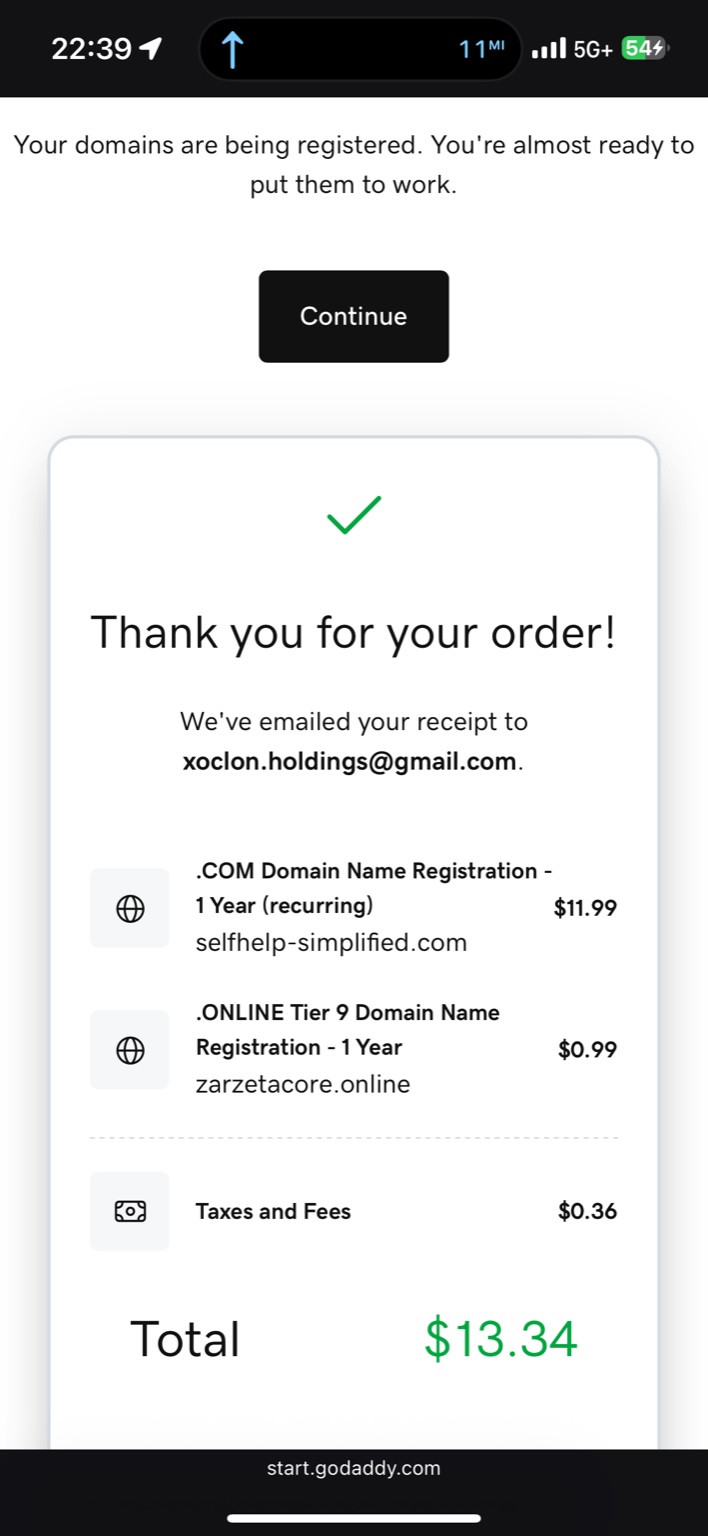 22:39
11MI
5G+
54
Your domains are being registered. You're almost ready to
put them to work.
Continue
Thank you for your order!
We've emailed your receipt to
xoclon.holdings@gmail.com.
.COM Domain Name Registration -
1 Year (recurring)
$11.99
selfhelp-simplified.com
.ONLINE Tier 9 Domain Name
Registration - 1 Year
$0.99
zarzetacore.online
Taxes and Fees
$0.36
Total
$13.34
start.godaddy.com